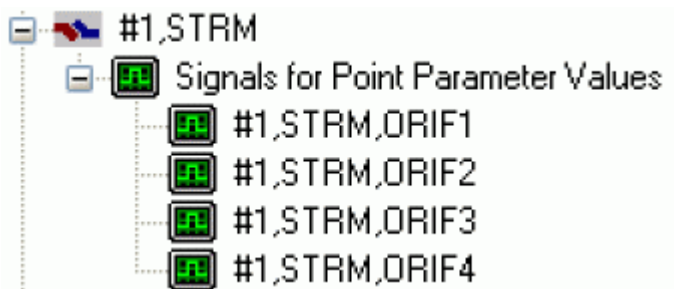 #1,STRM
Signals for Point Parameter Values
#1,STRM,ORIF1
#1,STRM,ORIF2
#1,STRM,ORIF3
#1,STRM,ORIF4